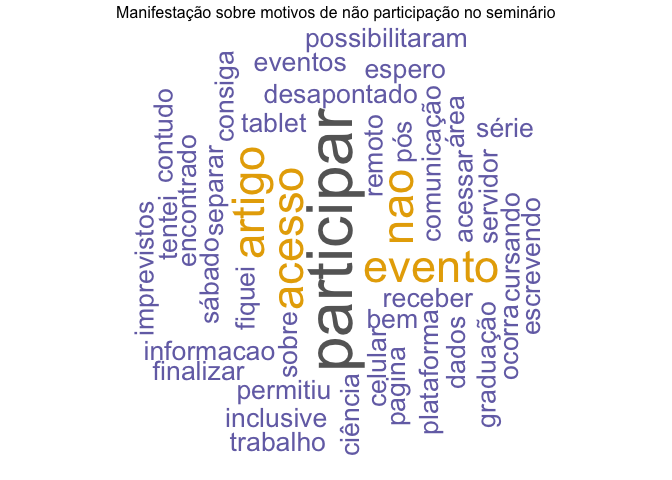 Manifestação sobre motivos de não participação no seminário
possibilitaram
eventos
espero
desapontado
consiga
tablet
série
contudo
encontrado
separar
artigo
acesso
participar
remoto
pós
nao
comunicação
área
acessar
servidor
tentei
imprevistos
sábado
fiquei
evento
cursando
escrevendo
receber
bem
sobre
informacao
finalizar
permitiu
inclusive
trabalho
ciência
celular
pagina
plataforma
dados
graduação
ocorra